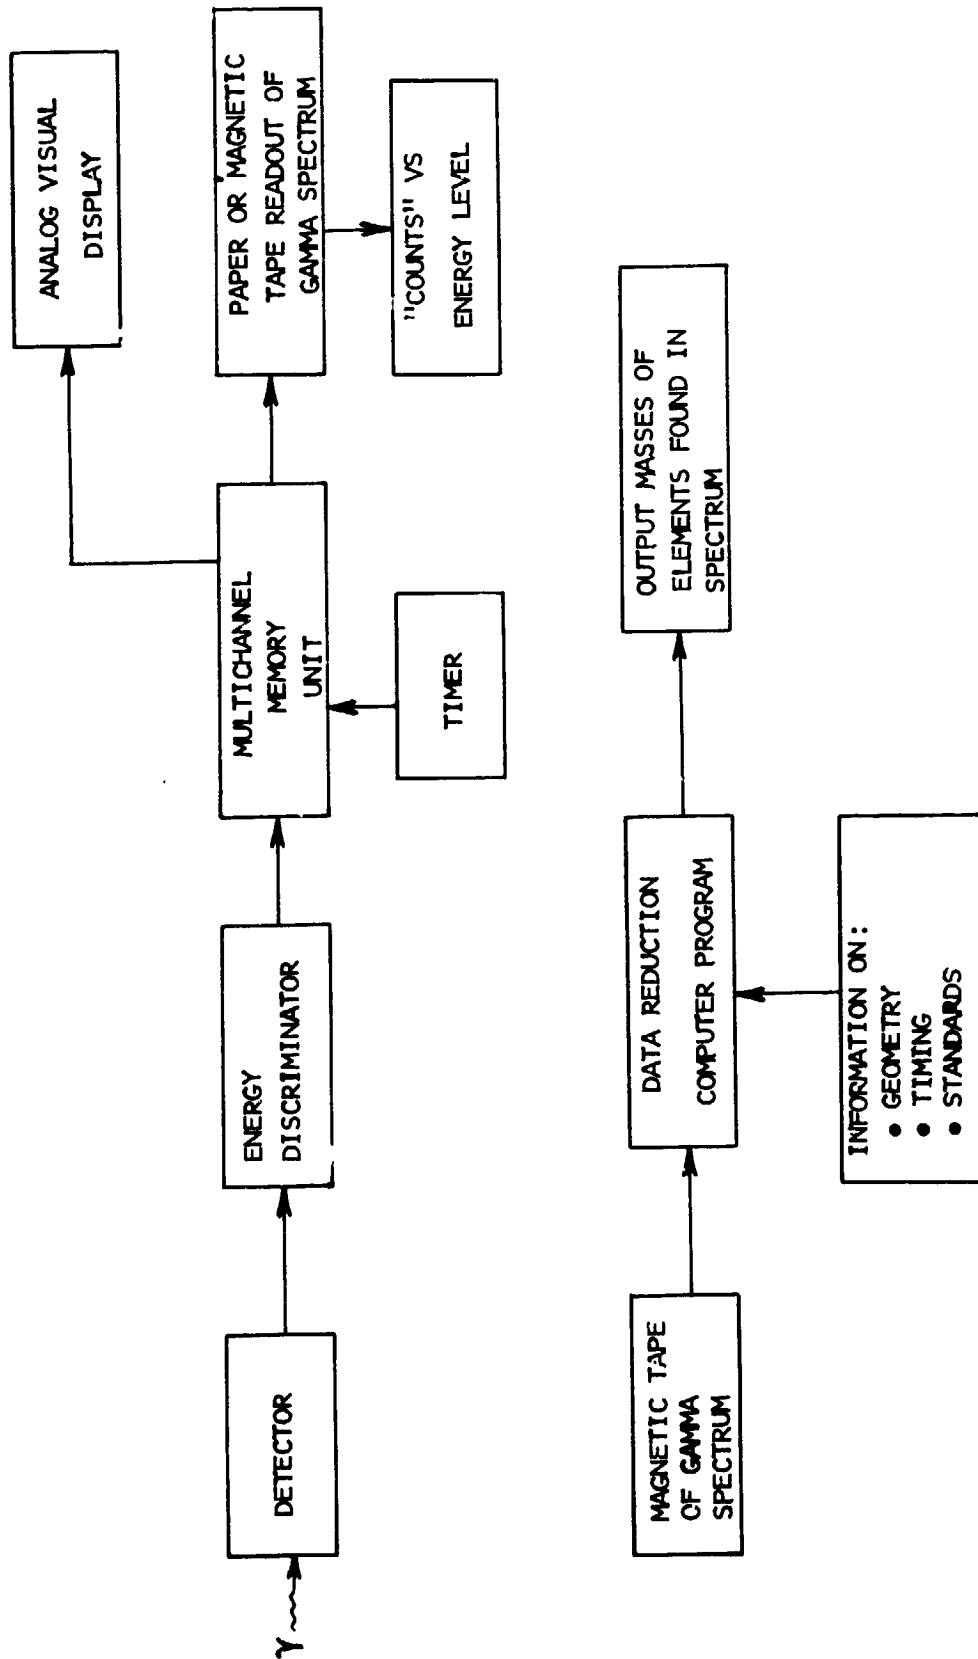 γ
DETECTOR
ENERGY
DISCRIMINATOR
MULTICHANNEL
MEMORY
UNIT
TIMER
ANALOG VISUAL
DISPLAY
PAPER OR MAGNETIC
TAPE READOUT OF
GAMMA SPECTRUM
"COUNTS" VS
ENERGY LEVEL
MAGNETIC TAPE
OF GAMMA
SPECTRUM
DATA REDUCTION
COMPUTER PROGRAM
INFORMATION ON:
• GEOMETRY
• TIMING
• STANDARDS
OUTPUT MASSES OF
ELEMENTS FOUND IN
SPECTRUM